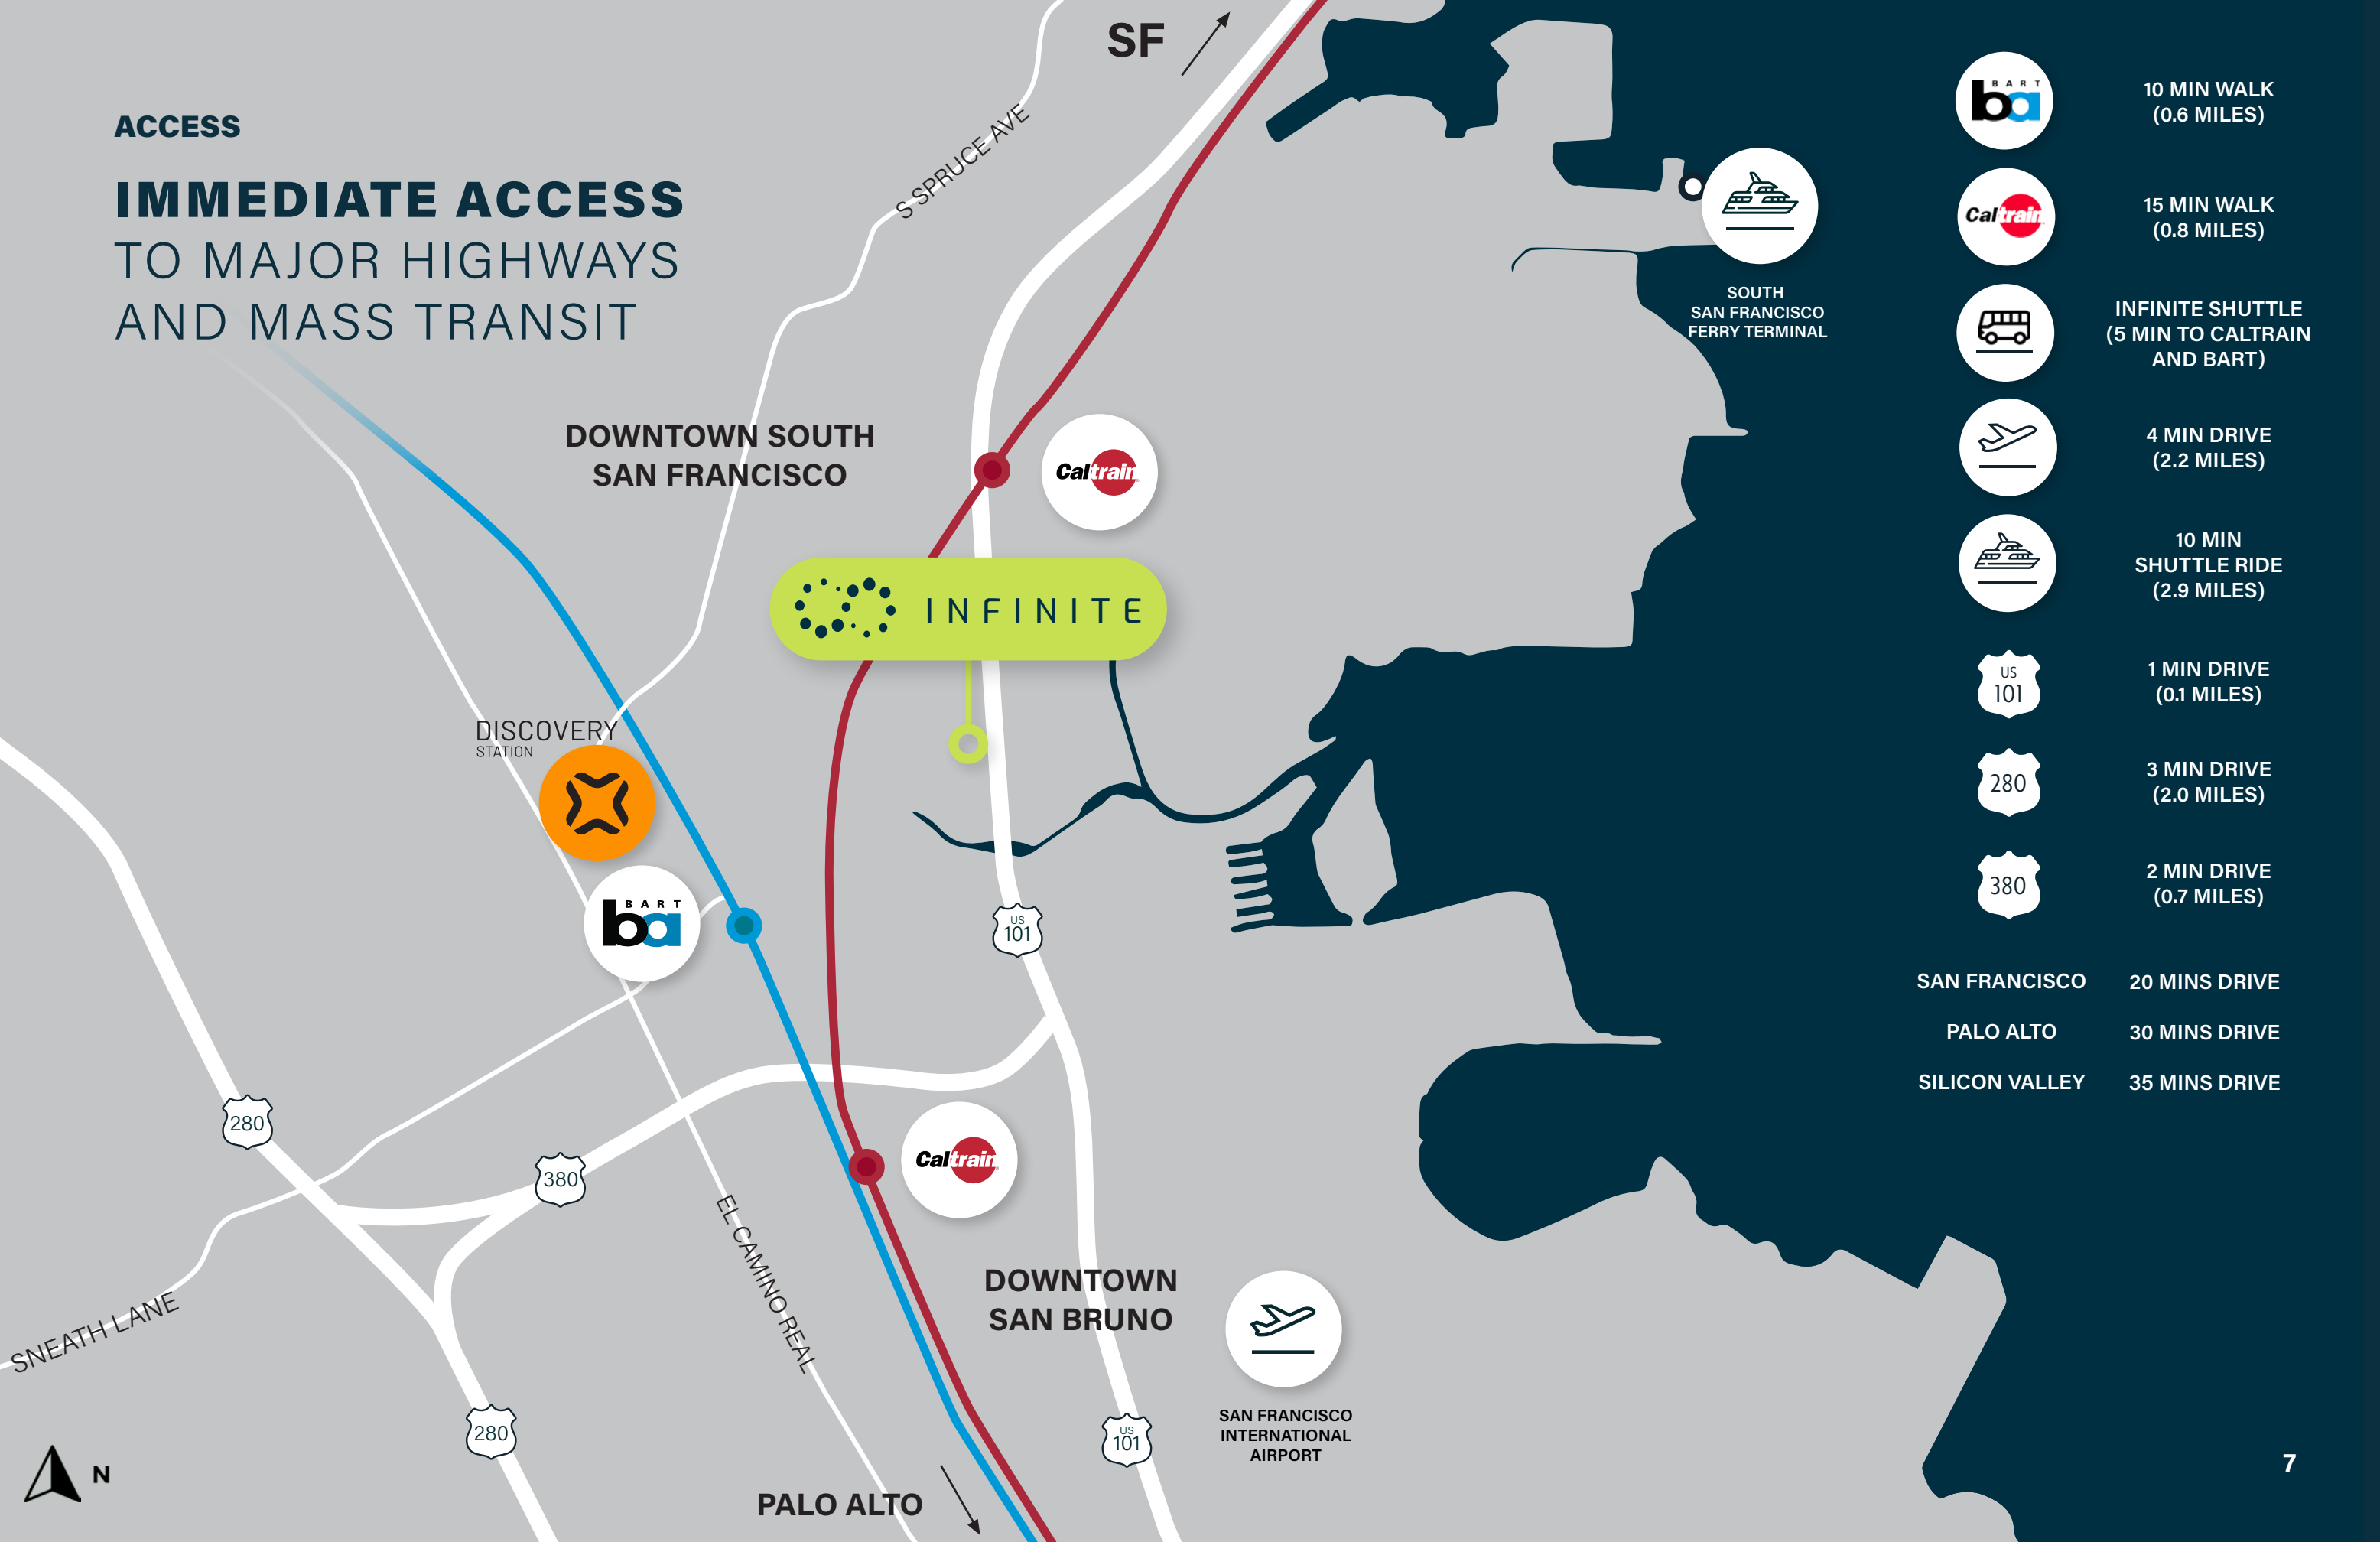 ACCESS
IMMEDIATE ACCESS
TO MAJOR HIGHWAYS
AND MASS TRANSIT
SF
S SPRUCE AVE
DOWNTOWN SOUTH
SAN FRANCISCO
Caltrain
INFINITE
DISCOVERY
STATION
BART
ba
US
101
280
380
Caltrain
SNEATH LANE
EL CAMINO REAL
DOWNTOWN
SAN BRUNO
280
US
101
SAN FRANCISCO
INTERNATIONAL
AIRPORT
N
PALO ALTO
SOUTH
SAN FRANCISCO
FERRY TERMINAL
BART
ba
10 MIN WALK
(0.6 MILES)
Caltrain
15 MIN WALK
(0.8 MILES)
INFINITE SHUTTLE
(5 MIN TO CALTRAIN
AND BART)
4 MIN DRIVE
(2.2 MILES)
10 MIN
SHUTTLE RIDE
(2.9 MILES)
US
101
1 MIN DRIVE
(0.1 MILES)
280
3 MIN DRIVE
(2.0 MILES)
380
2 MIN DRIVE
(0.7 MILES)
SAN FRANCISCO 20 MINS DRIVE
PALO ALTO 30 MINS DRIVE
SILICON VALLEY 35 MINS DRIVE
7